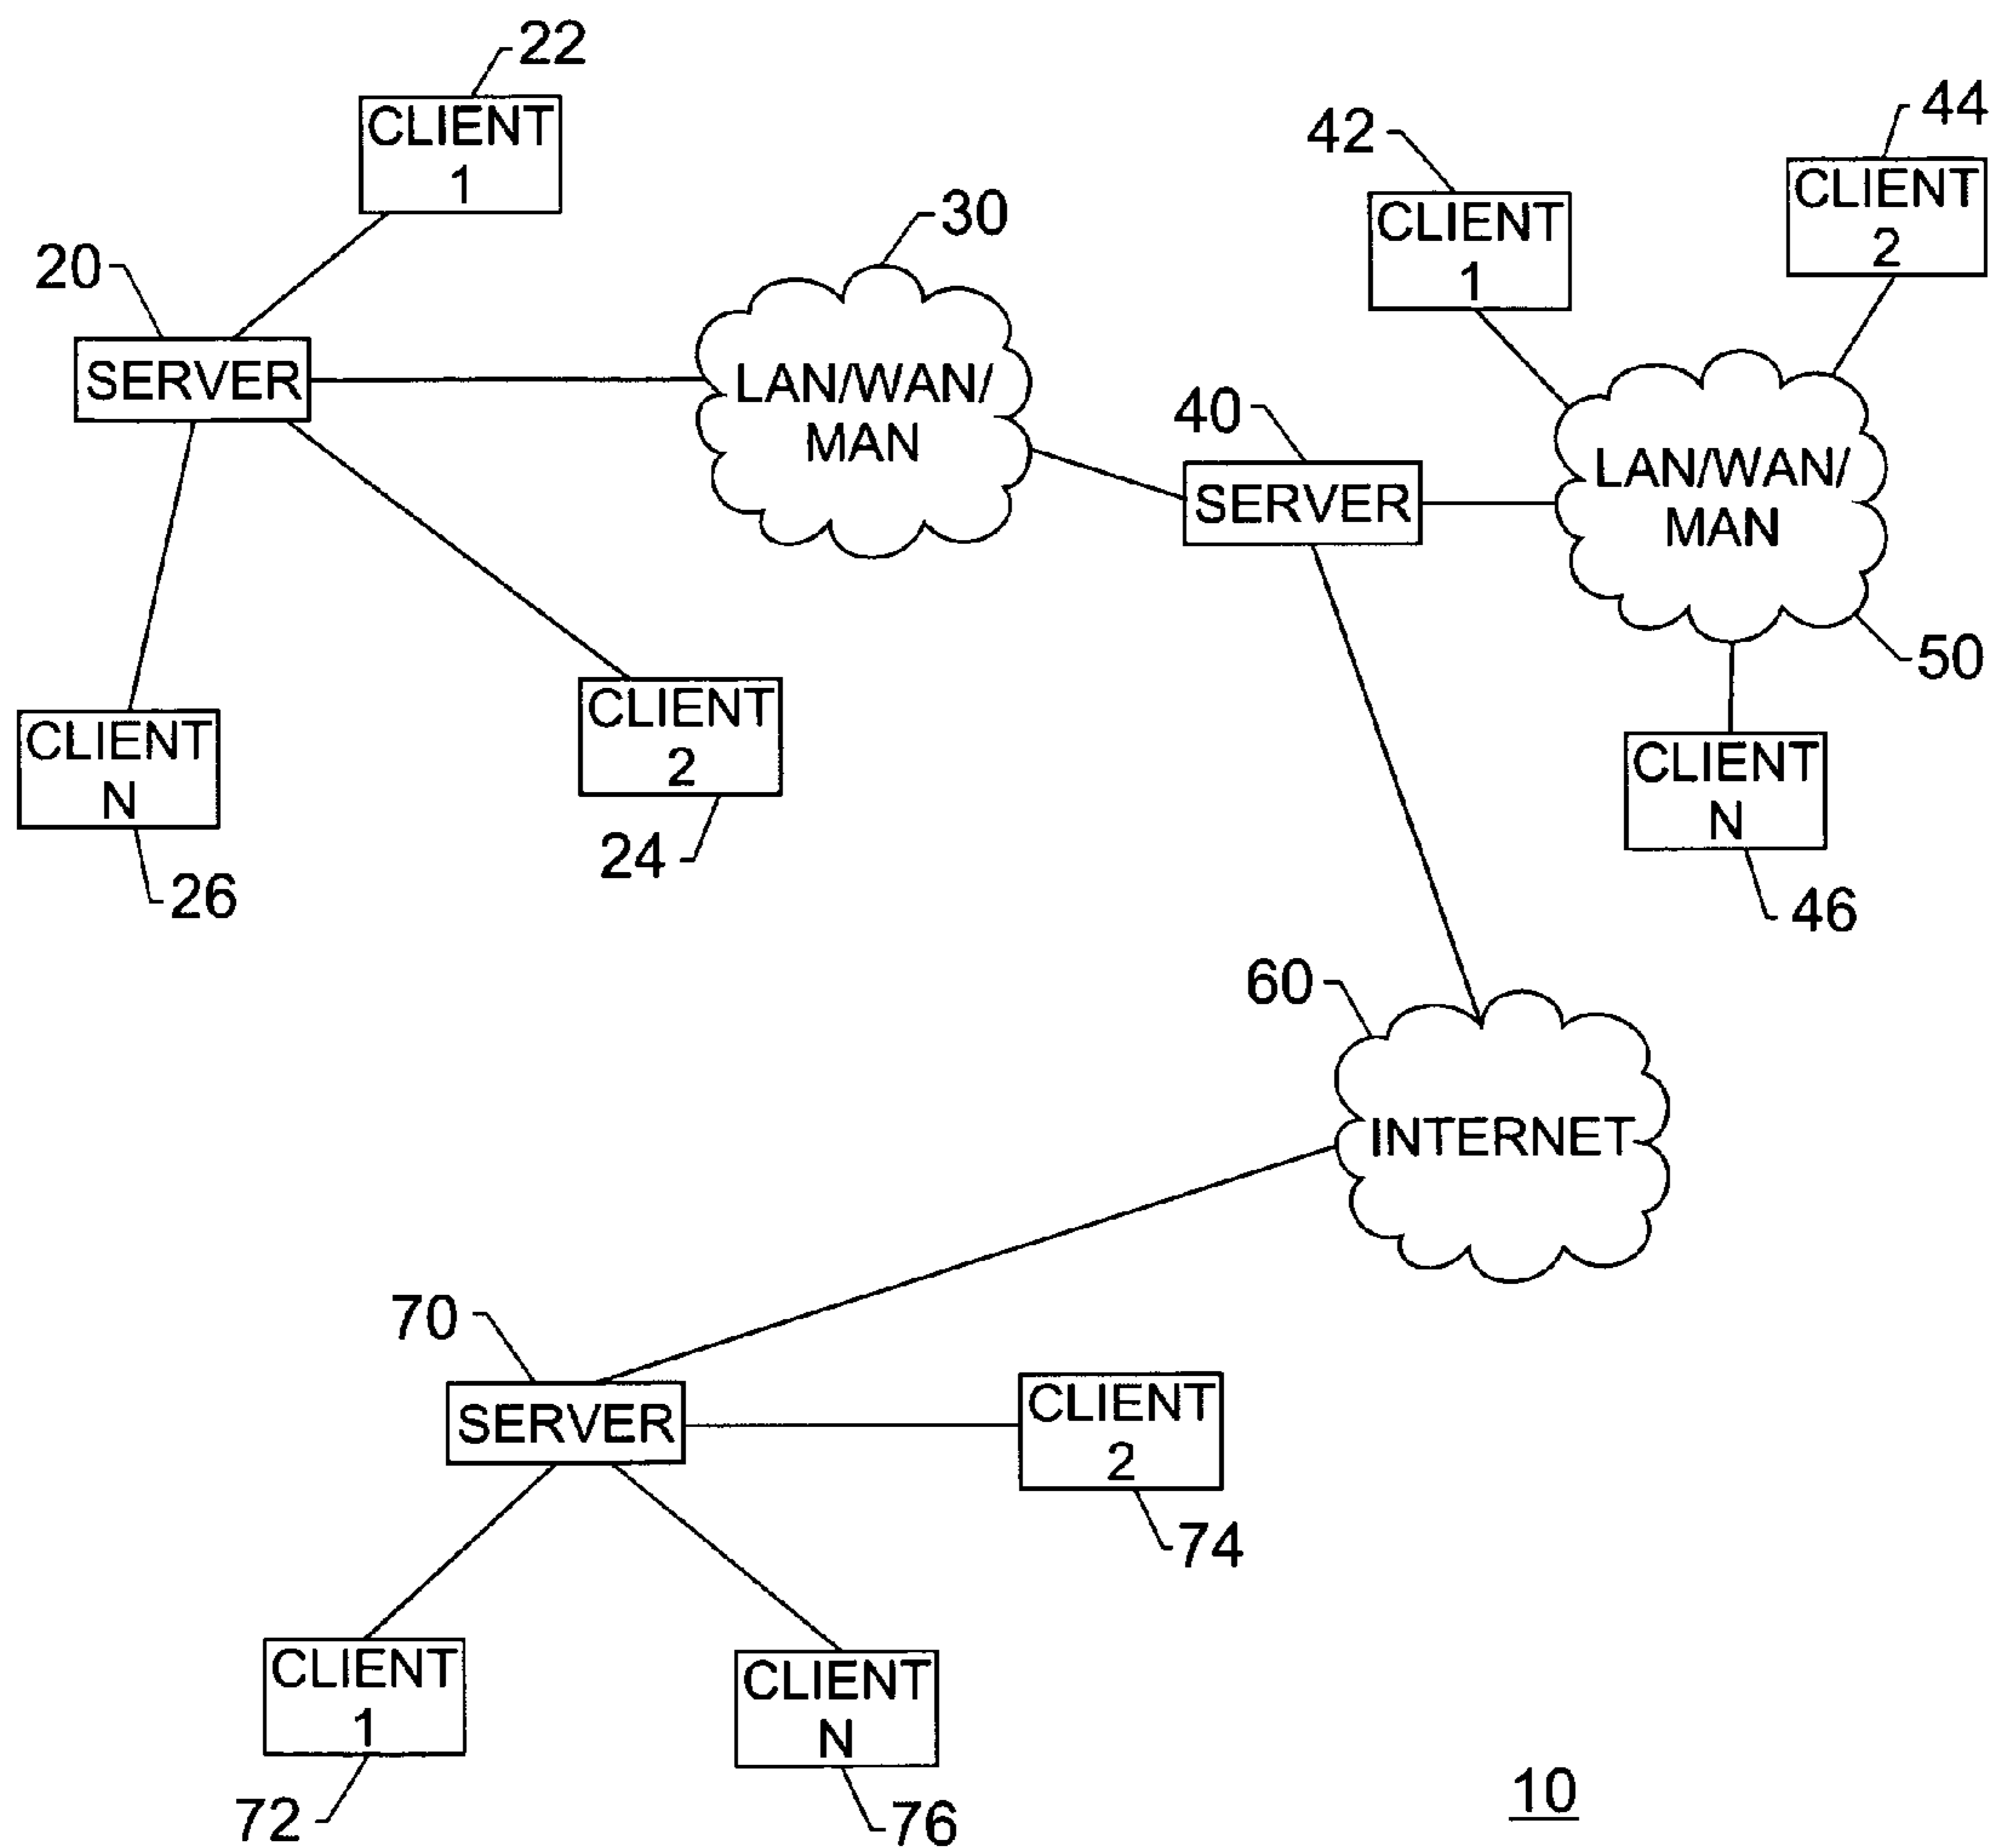 22
CLIENT
1
20
SERVER
30
LAN/WAN/
MAN
42
CLIENT
1
44
CLIENT
2
40
SERVER
LAN/WAN/
MAN
50
CLIENT
N
26
CLIENT
2
24
CLIENT
N
46
60
INTERNET
70
SERVER
CLIENT
2
74
CLIENT
1
72
CLIENT
N
76
10